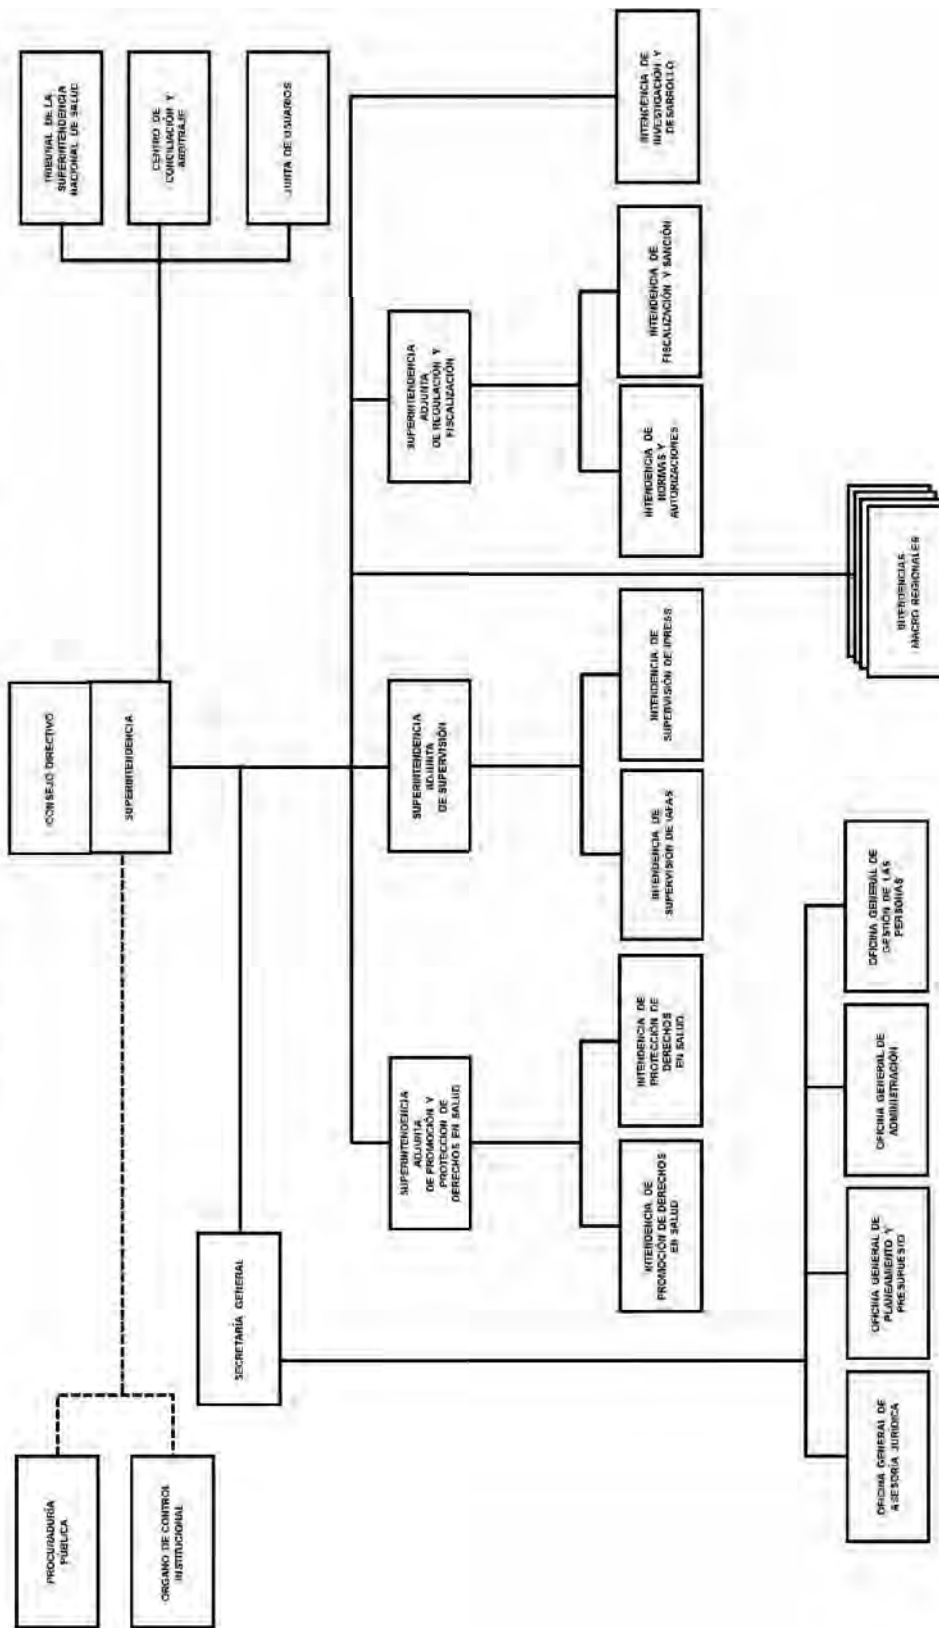 CONSEJO DIRECTIVO
SUPERINTENDENCIA
PROCURADURÍA
PÚBLICA
ÓRGANO DE CONTROL
INSTITUCIONAL
TRIBUNAL DE LA
SUPERINTENDENCIA
NACIONAL DE SALUD
CENTRO DE
CONCILIACIÓN Y
ARBITRAJE
JUNTA DE USUARIOS
SECRETARÍA GENERAL
SUPERINTENDENCIA
ADJUNTA
DE PROMOCIÓN Y
PROTECCION DE
DERECHOS EN SALUD
SUPERINTENDENCIA
ADJUNTA
DE SUPERVISIÓN
SUPERINTENDENCIA
ADJUNTA
DE REGULACIÓN Y
FISCALIZACIÓN
INTENDENCIA DE
PROMOCIÓN DE DERECHOS
EN SALUD
INTENDENCIA DE
PROTECCIÓN DE
DERECHOS
EN SALUD
INTENDENCIA DE
SUPERVISIÓN DE IAFAS
INTENDENCIA DE
SUPERVISIÓN DE IPRESS
INTENDENCIA DE
NORMAS Y
AUTORIZACIONES
INTENDENCIA DE
FISCALIZACIÓN Y SANCIÓN
INTENDENCIA DE
INVESTIGACIÓN Y
DESARROLLO
OFICINA GENERAL DE
ASESORÍA JURÍDICA
OFICINA GENERAL DE
PLANEAMIENTO Y
PRESUPUESTO
OFICINA GENERAL DE
ADMINISTRACIÓN
OFICINA GENERAL DE
GESTIÓN DE LAS
PERSONAS
INTENDENCIAS
MACRO REGIONALES